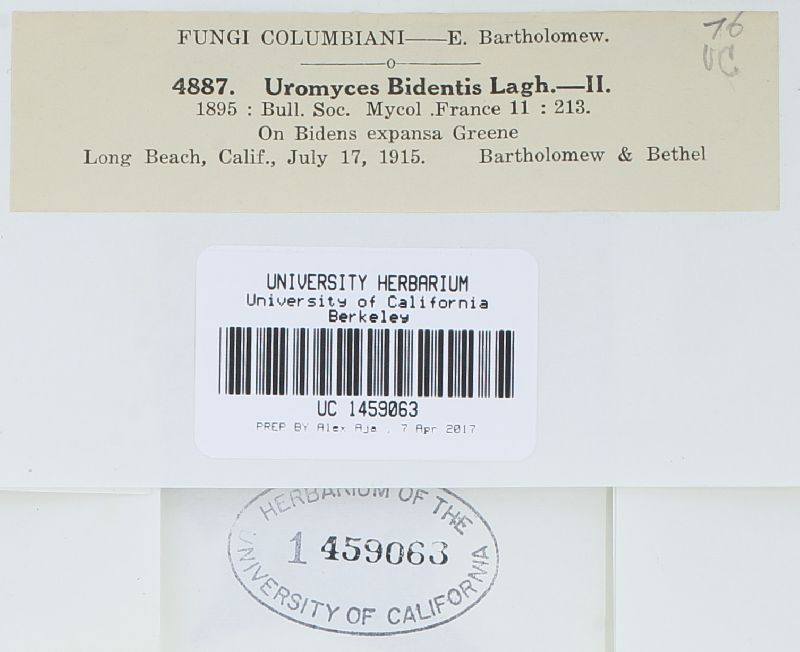 FUNGI COLUMBIANI——E. Bartholomew.
76
UC
o
4887. Uromyces Bidentis Lagh.—II.
1895 : Bull. Soc. Mycol .France 11 : 213.
On Bidens expansa Greene
Long Beach, Calif., July 17, 1915. Bartholomew & Bethel
UNIVERSITY HERBARIUM
University of California
Berkeley
UC 1459063
PREP BY Alex Aja , 7 Apr 2017
HERBARIUM OF THE
1 459063
UNIVERSITY OF CALIFORNIA